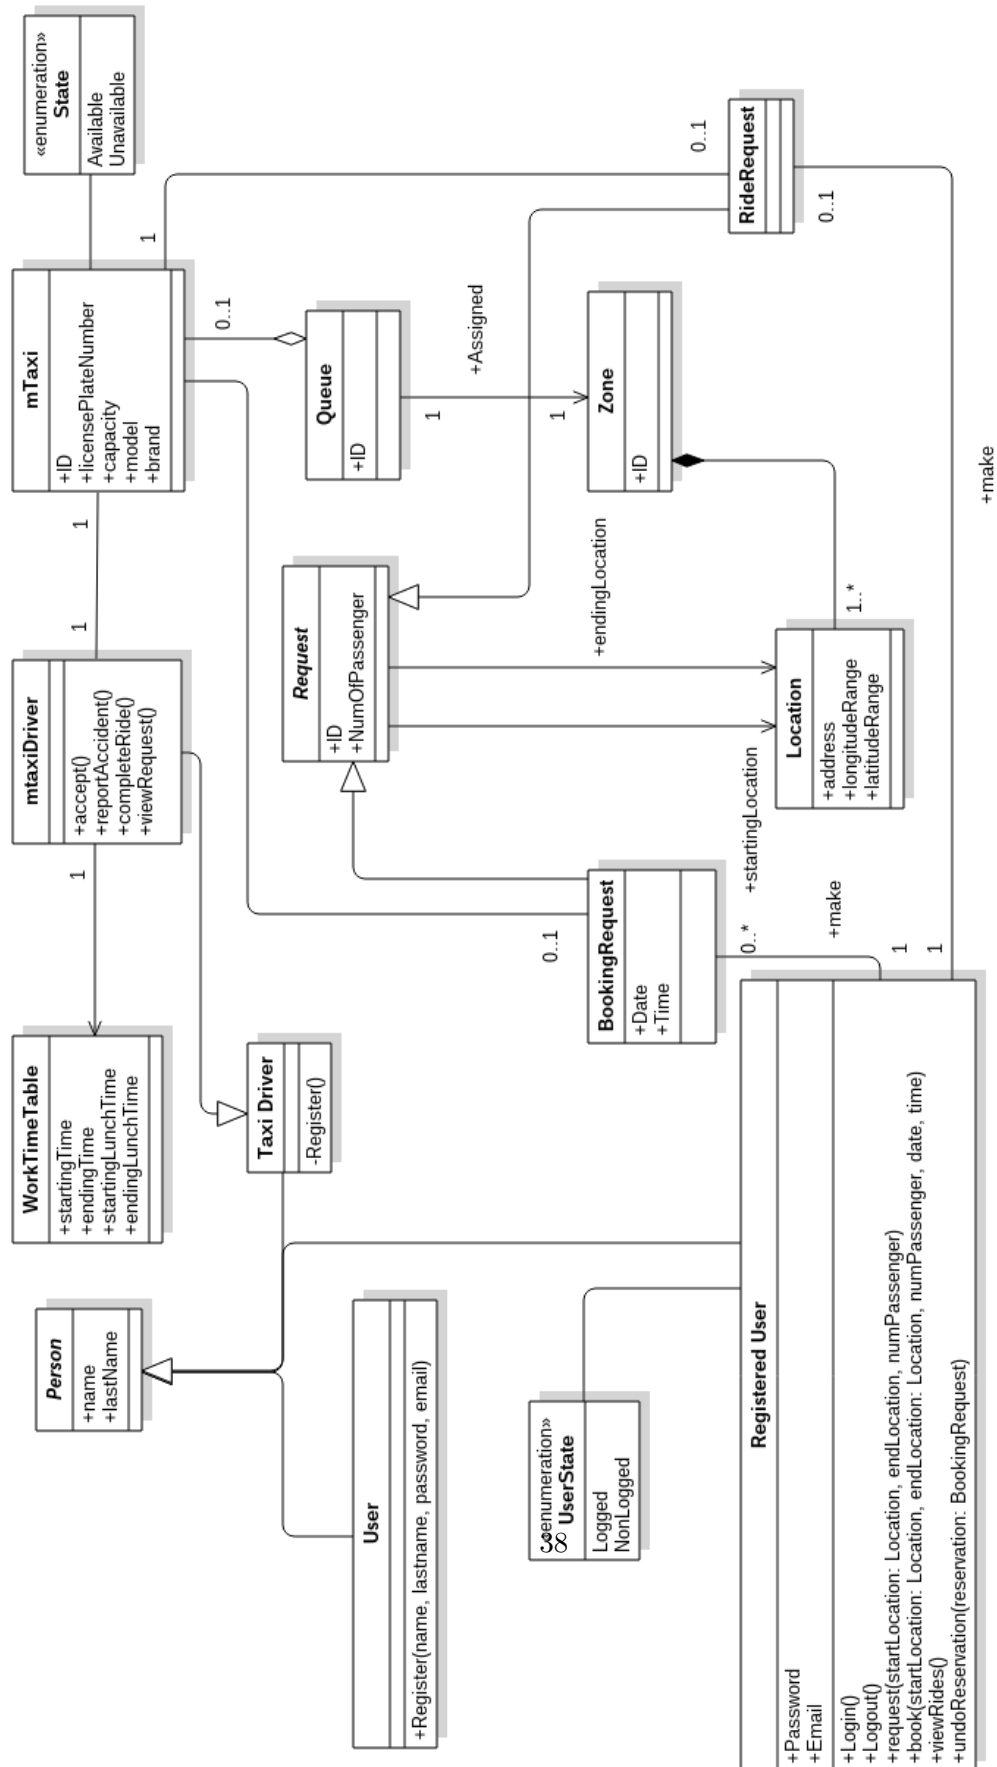 Person
+name
+lastName
WorkTimeTable
+startingTime
+endingTime
+startingLunchTime
+endingLunchTime
1
mtaxiDriver
+accept()
+reportAccident()
+completeRide()
+viewRequest()
1
1
mTaxi
+ID
+licensePlateNumber
+capacity
+model
+brand
«enumeration»
State
Available
Unavailable
1
0..1
Taxi Driver
-Register()
User
+Register(name, lastname, password, email)
Request
+ID
+NumOfPassenger
Queue
+ID
1
+Assigned
1
Zone
+ID
«enumeration»
UserState
Logged
NonLogged
38
0..1
BookingRequest
+Date
+Time
+endingLocation
+startingLocation
Location
+address
+longitudeRange
+latitudeRange
1..*
0..1
RideRequest
0..1
0..*
+make
1
1
+make
Registered User
+Password
+Email
+Login()
+Logout()
+request(startLocation: Location, endLocation, numPassenger)
+book(startLocation: Location, endLocation: Location, numPassenger, date, time)
+viewRides()
+undoReservation(reservation: BookingRequest)